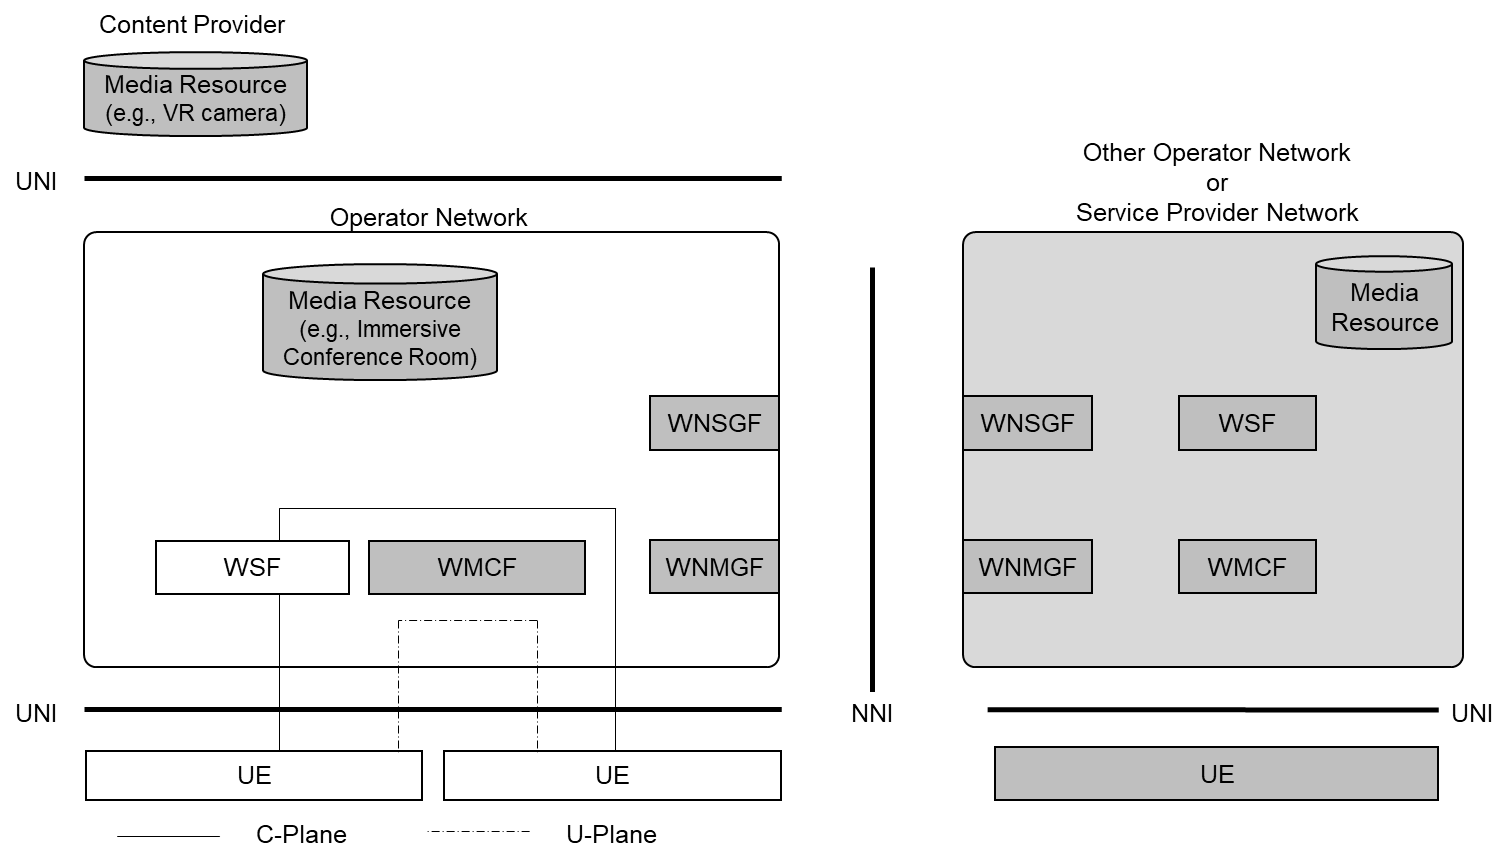 Content Provider
Media Resource
(e.g., VR camera)
UNI
Other Operator Network
or
Service Provider Network
Operator Network
Media Resource
(e.g., Immersive
Conference Room)
Media
Resource
WNSGF
WNSGF
WSF
WSF
WMCF
WNMGF
WNMGF
WMCF
UNI
NNI
UNI
UE
UE
UE
C-Plane
U-Plane